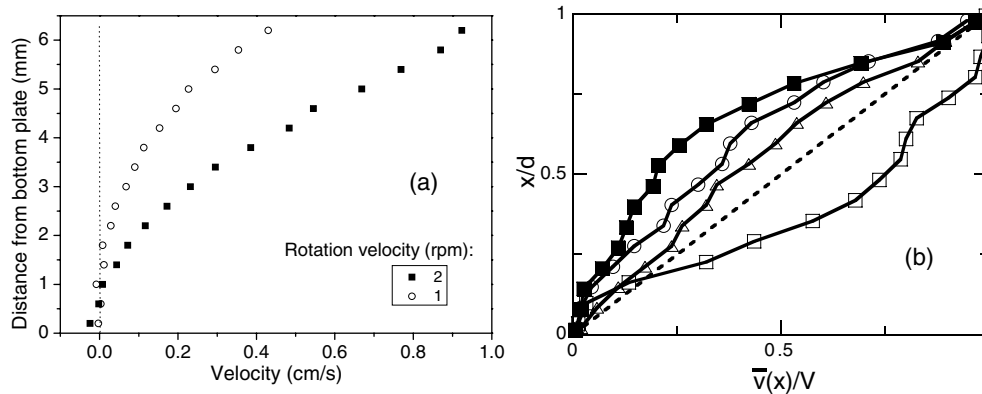 6
5
4
3
2
1
0
Distance from bottom plate (mm)
(a)
Rotation velocity (rpm):
2
1
0.0 0.2 0.4 0.6 0.8 1.0
Velocity (cm/s)
1
0.5
0
x/d
(b)
0 0.5
v̅(x)/V